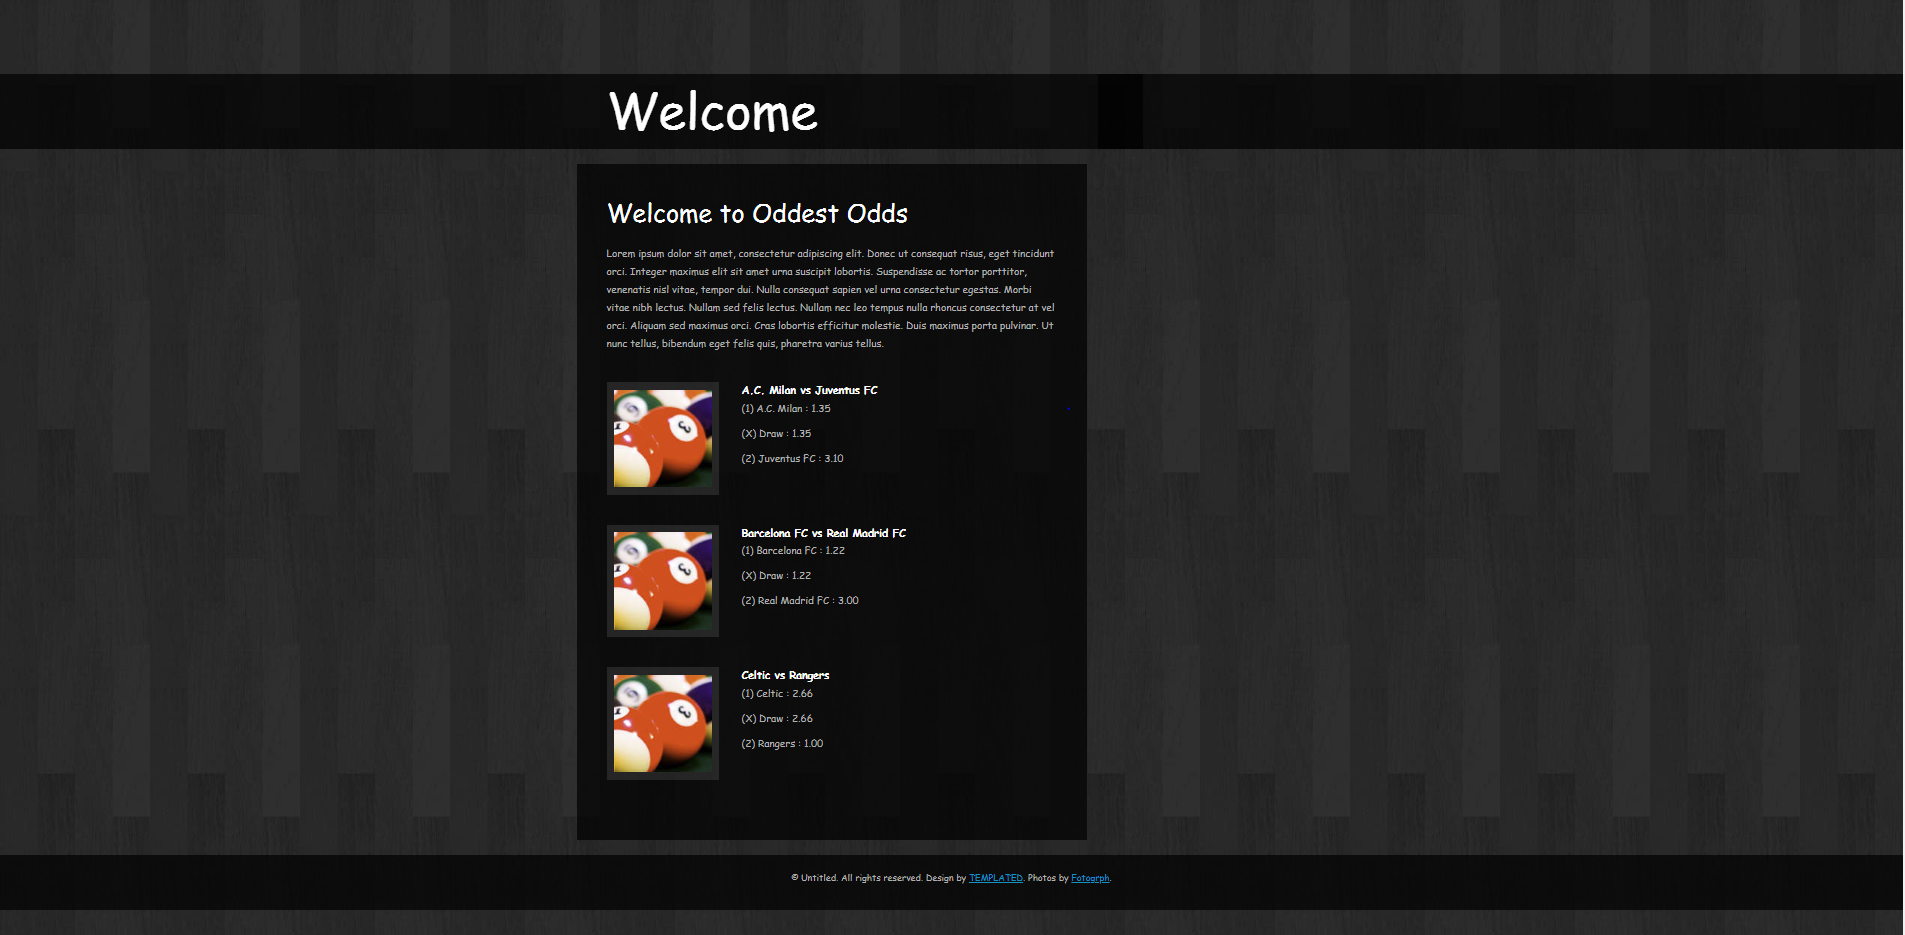 Welcome
Welcome to Oddest Odds
Lorem ipsum dolor sit amet, consectetur adipiscing elit. Donec ut consequat risus, eget tincidunt
orci. Integer maximus elit sit amet urna suscipit lobortis. Suspendisse ac tortor porttitor,
venenatis nisl vitae, tempor dui. Nulla consequat sapien vel urna consectetur egestas. Morbi
vitae nibh lectus. Nullam sed felis lectus. Nullam nec leo tempus nulla rhoncus consectetur at vel
orci. Aliquam sed maximus orci. Cras lobortis efficitur molestie. Duis maximus porta pulvinar. Ut
nunc tellus, bibendum eget felis quis, pharetra varius tellus.
A.C. Milan vs Juventus FC
(1) A.C. Milan : 1.35
(X) Draw : 1.35
(2) Juventus FC : 3.10
6
3
Barcelona FC vs Real Madrid FC
(1) Barcelona FC : 1.22
(X) Draw : 1.22
(2) Real Madrid FC : 3.00
6
3
Celtic vs Rangers
(1) Celtic : 2.66
(X) Draw : 2.66
(2) Rangers : 1.00
6
3
© Untitled. All rights reserved. Design by TEMPLATED. Photos by Fotogrph.